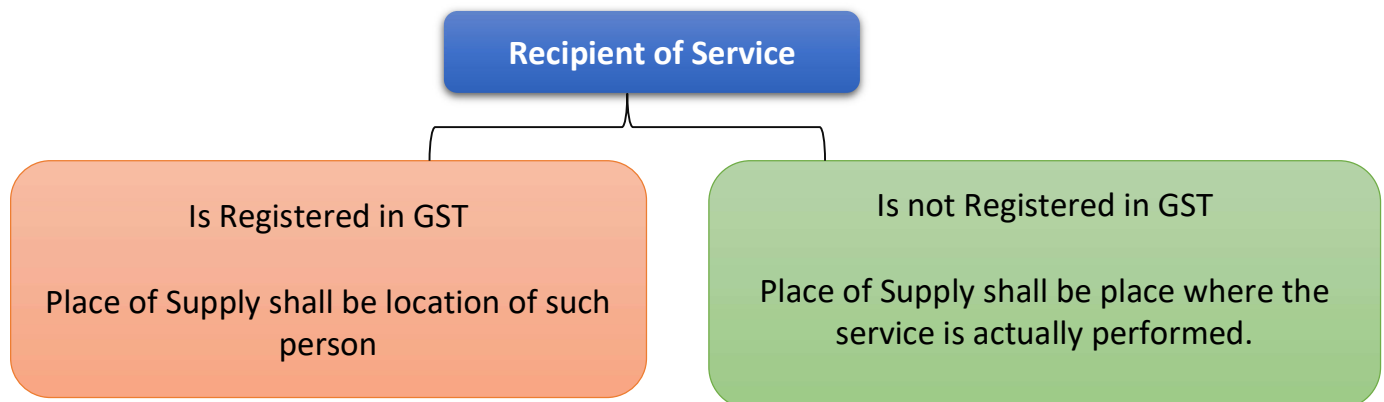 Recipient of Service
Is Registered in GST
Place of Supply shall be location of such
person
Is not Registered in GST
Place of Supply shall be place where the
service is actually performed.